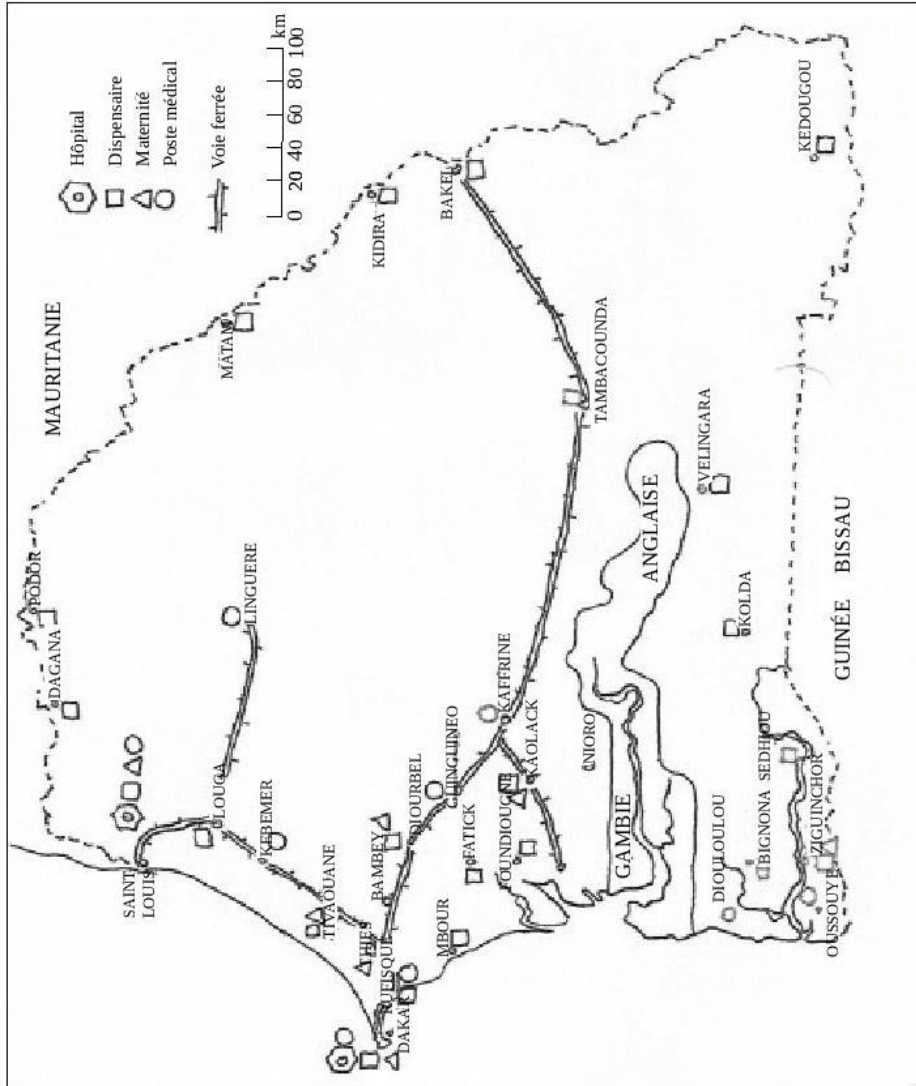 Hôpital
Dispensaire
Maternité
Poste médical
Voie ferrée
0 20 40 60 80 100
km
MAURITANIE
PODOR
DAGANA
SAINT
LOUIS
LOUGA
LINGUERE
KEBEMER
MATAM
TIVAOUANE
THIES
BAMBEY
DJOURBEL
RUFISQUE
DAKAR
MBOUR
FATICK
GUINGUINEO
FOUNDIOUGNE
KAOLACK
KAFFRINE
NIORO
KIDIRA
BAKEL
TAMBACOUNDA
GAMBIE
ANGLAISE
VELINGARA
KOLDA
DIOULOULOU
BIGNONA
SEDHIOU
ZIGUINCHOR
OUSSOUYE
KEDOUGOU
GUINÉE BISSAU